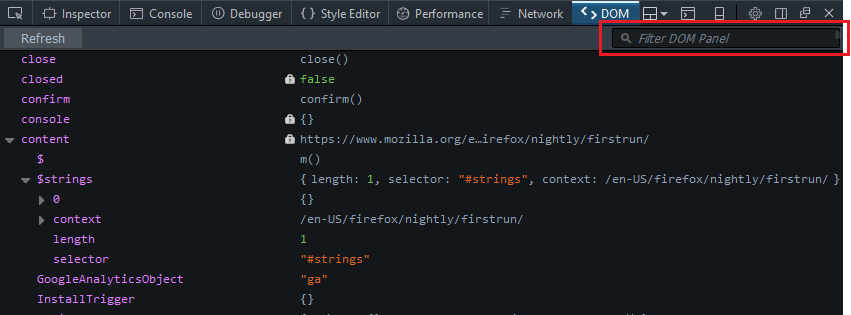 Inspector Console Debugger Style Editor Performance Network DOM
Refresh Filter DOM Panel
close close()
closed false
confirm confirm()
console {}
content https://www.mozilla.org/e…irefox/nightly/firstrun/
$ m()
$strings { length: 1, selector: "#strings", context: /en-US/firefox/nightly/firstrun/ }
0 {}
context /en-US/firefox/nightly/firstrun/
length 1
selector "#strings"
GoogleAnalyticsObject "ga"
InstallTrigger {}